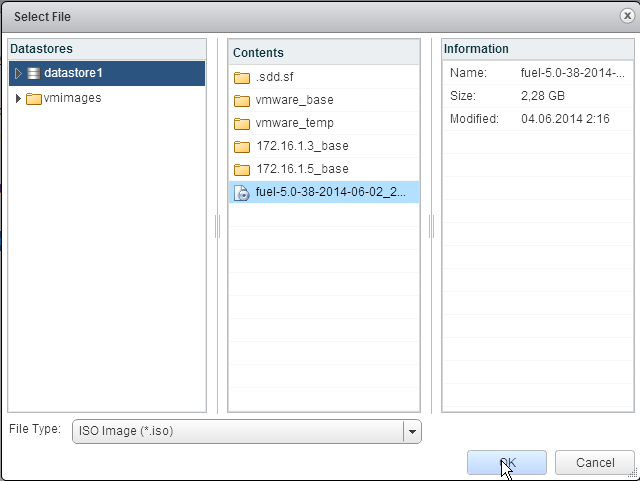 Select File
Datastores
datastore1
vmimages
Contents
.sdd.sf
vmware_base
vmware_temp
172.16.1.3_base
172.16.1.5_base
fuel-5.0-38-2014-06-02_2...
Information
Name: fuel-5.0-38-2014-...
Size: 2,28 GB
Modified: 04.06.2014 2:16
File Type: ISO Image (*.iso)
OK Cancel